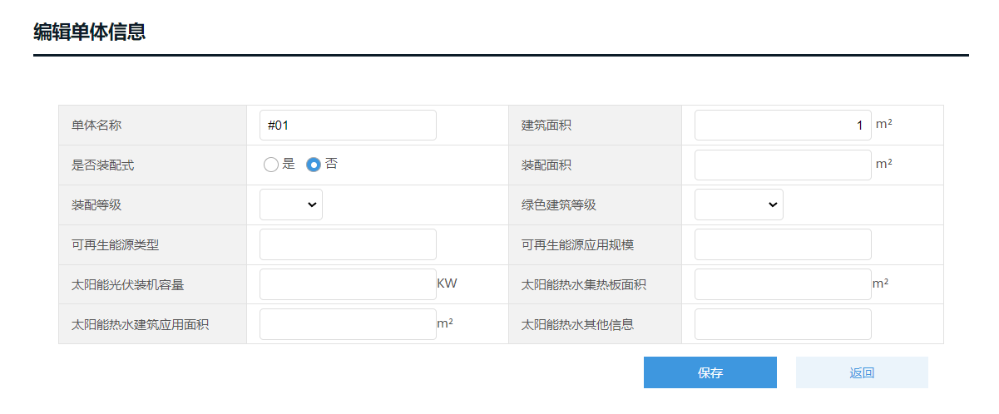 编辑单体信息
单体名称 #01 建筑面积 1 m²
是否装配式 是 否 装配面积 m²
装配等级 绿色建筑等级
可再生能源类型 可再生能源应用规模
太阳能光伏装机容量 KW 太阳能热水集热板面积 m²
太阳能热水建筑应用面积 m² 太阳能热水其他信息
保存 返回